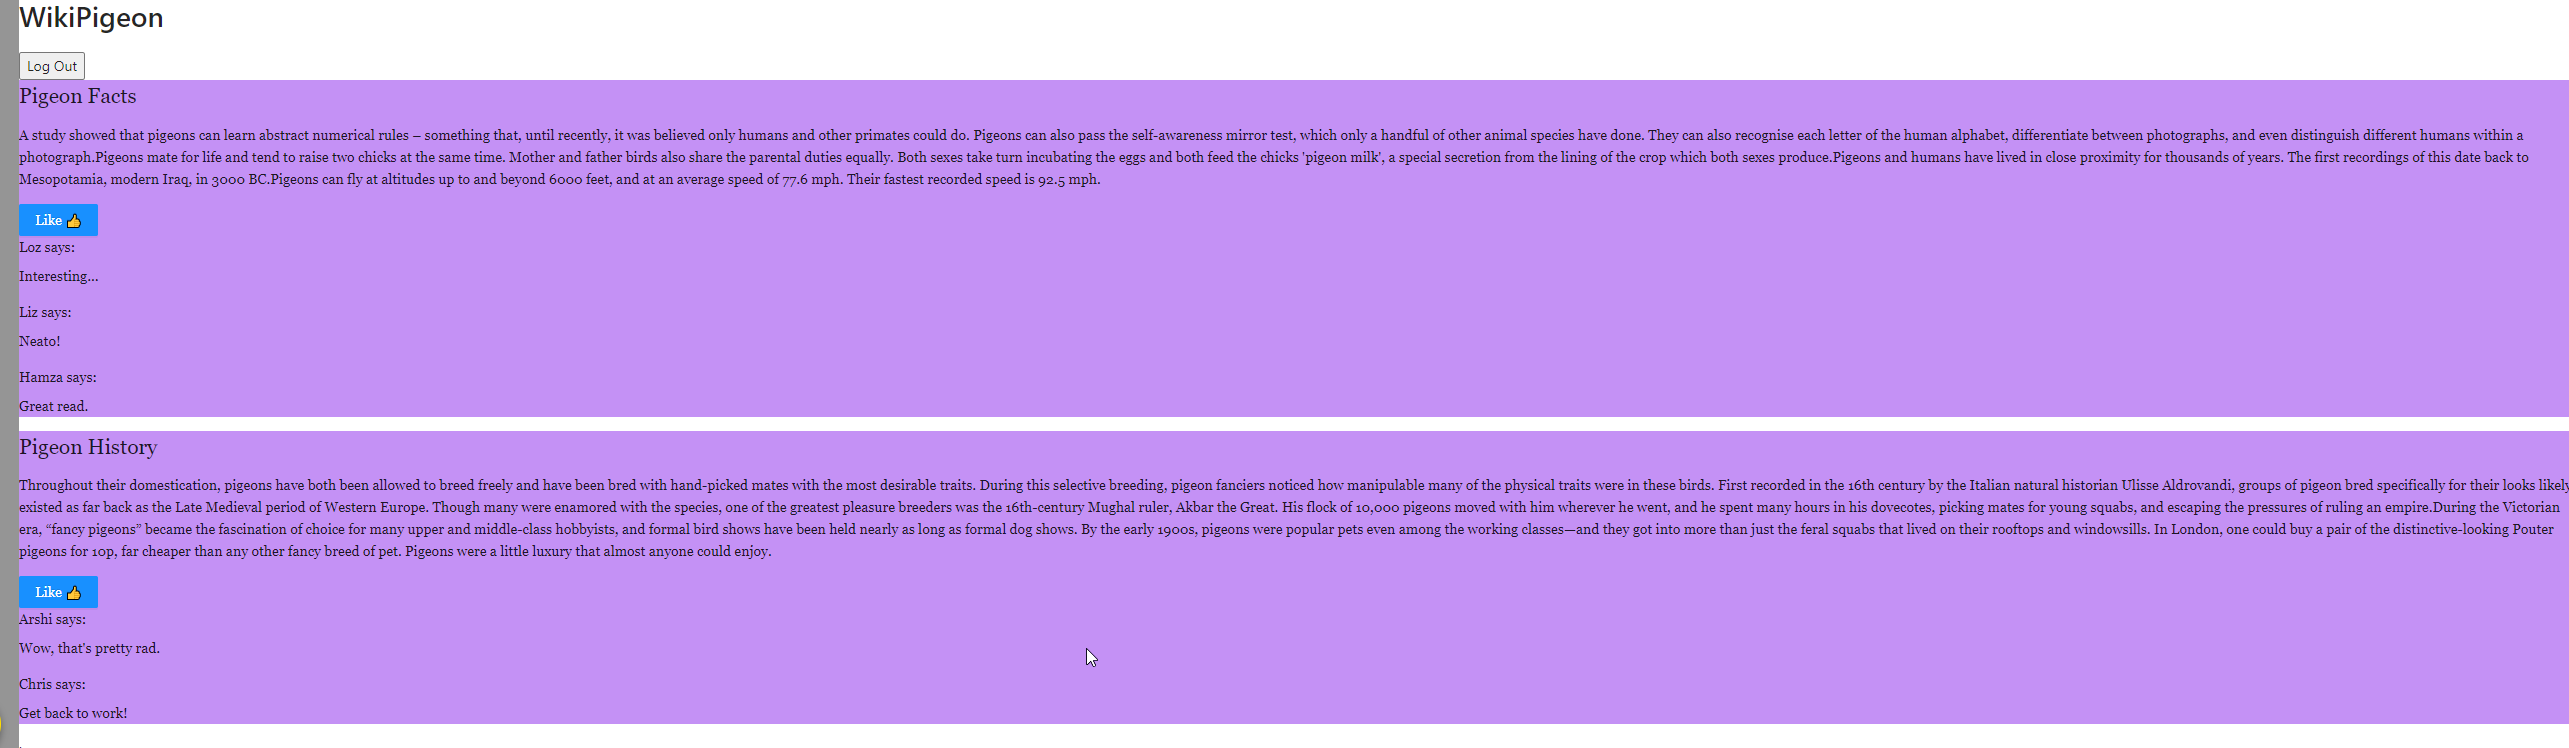 WikiPigeon
Log Out
Pigeon Facts
A study showed that pigeons can learn abstract numerical rules – something that, until recently, it was believed only humans and other primates could do. Pigeons can also pass the self-awareness mirror test, which only a handful of other animal species have done. They can also recognise each letter of the human alphabet, differentiate between photographs, and even distinguish different humans within a
photograph.Pigeons mate for life and tend to raise two chicks at the same time. Mother and father birds also share the parental duties equally. Both sexes take turn incubating the eggs and both feed the chicks 'pigeon milk', a special secretion from the lining of the crop which both sexes produce.Pigeons and humans have lived in close proximity for thousands of years. The first recordings of this date back to
Mesopotamia, modern Iraq, in 3000 BC.Pigeons can fly at altitudes up to and beyond 6000 feet, and at an average speed of 77.6 mph. Their fastest recorded speed is 92.5 mph.
Like 👍
Loz says:
Interesting...
Liz says:
Neato!
Hamza says:
Great read.
Pigeon History
Throughout their domestication, pigeons have both been allowed to breed freely and have been bred with hand-picked mates with the most desirable traits. During this selective breeding, pigeon fanciers noticed how manipulable many of the physical traits were in these birds. First recorded in the 16th century by the Italian natural historian Ulisse Aldrovandi, groups of pigeon bred specifically for their looks likely
existed as far back as the Late Medieval period of Western Europe. Though many were enamored with the species, one of the greatest pleasure breeders was the 16th-century Mughal ruler, Akbar the Great. His flock of 10,000 pigeons moved with him wherever he went, and he spent many hours in his dovecotes, picking mates for young squabs, and escaping the pressures of ruling an empire.During the Victorian
era, “fancy pigeons” became the fascination of choice for many upper and middle-class hobbyists, and formal bird shows have been held nearly as long as formal dog shows. By the early 1900s, pigeons were popular pets even among the working classes—and they got into more than just the feral squabs that lived on their rooftops and windowsills. In London, one could buy a pair of the distinctive-looking Pouter
pigeons for 10p, far cheaper than any other fancy breed of pet. Pigeons were a little luxury that almost anyone could enjoy.
Like 👍
Arshi says:
Wow, that's pretty rad.
Chris says:
Get back to work!